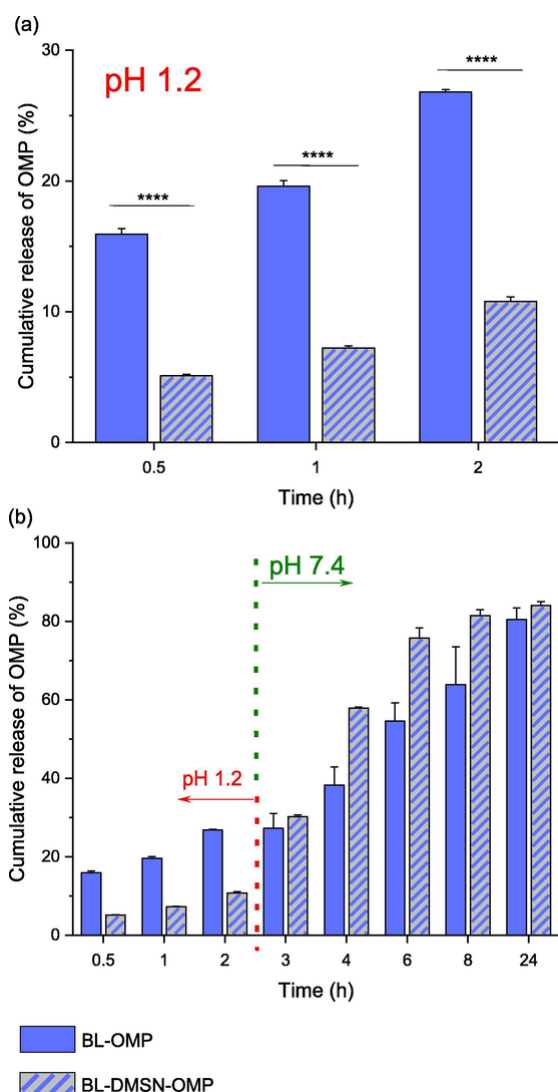 (a)
30
20
10
0
Cumulative release of OMP (%)
pH 1.2
****
****
****
0.5 1 2
Time (h)
(b)
100
80
60
40
20
0
Cumulative release of OMP (%)
pH 7.4
pH 1.2
0.5 1 2 3 4 6 8 24
Time (h)
BL-OMP
BL-DMSN-OMP